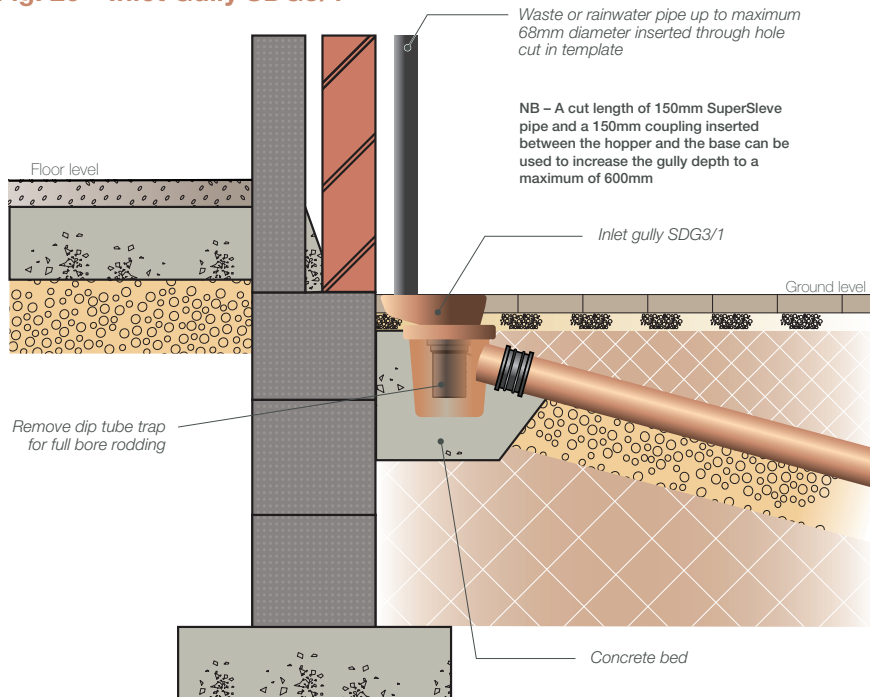 Waste or rainwater pipe up to maximum
68mm diameter inserted through hole
cut in template
NB – A cut length of 150mm SuperSleve
pipe and a 150mm coupling inserted
between the hopper and the base can be
used to increase the gully depth to a
maximum of 600mm
Floor level
Inlet gully SDG3/1
Ground level
Remove dip tube trap
for full bore rodding
Concrete bed